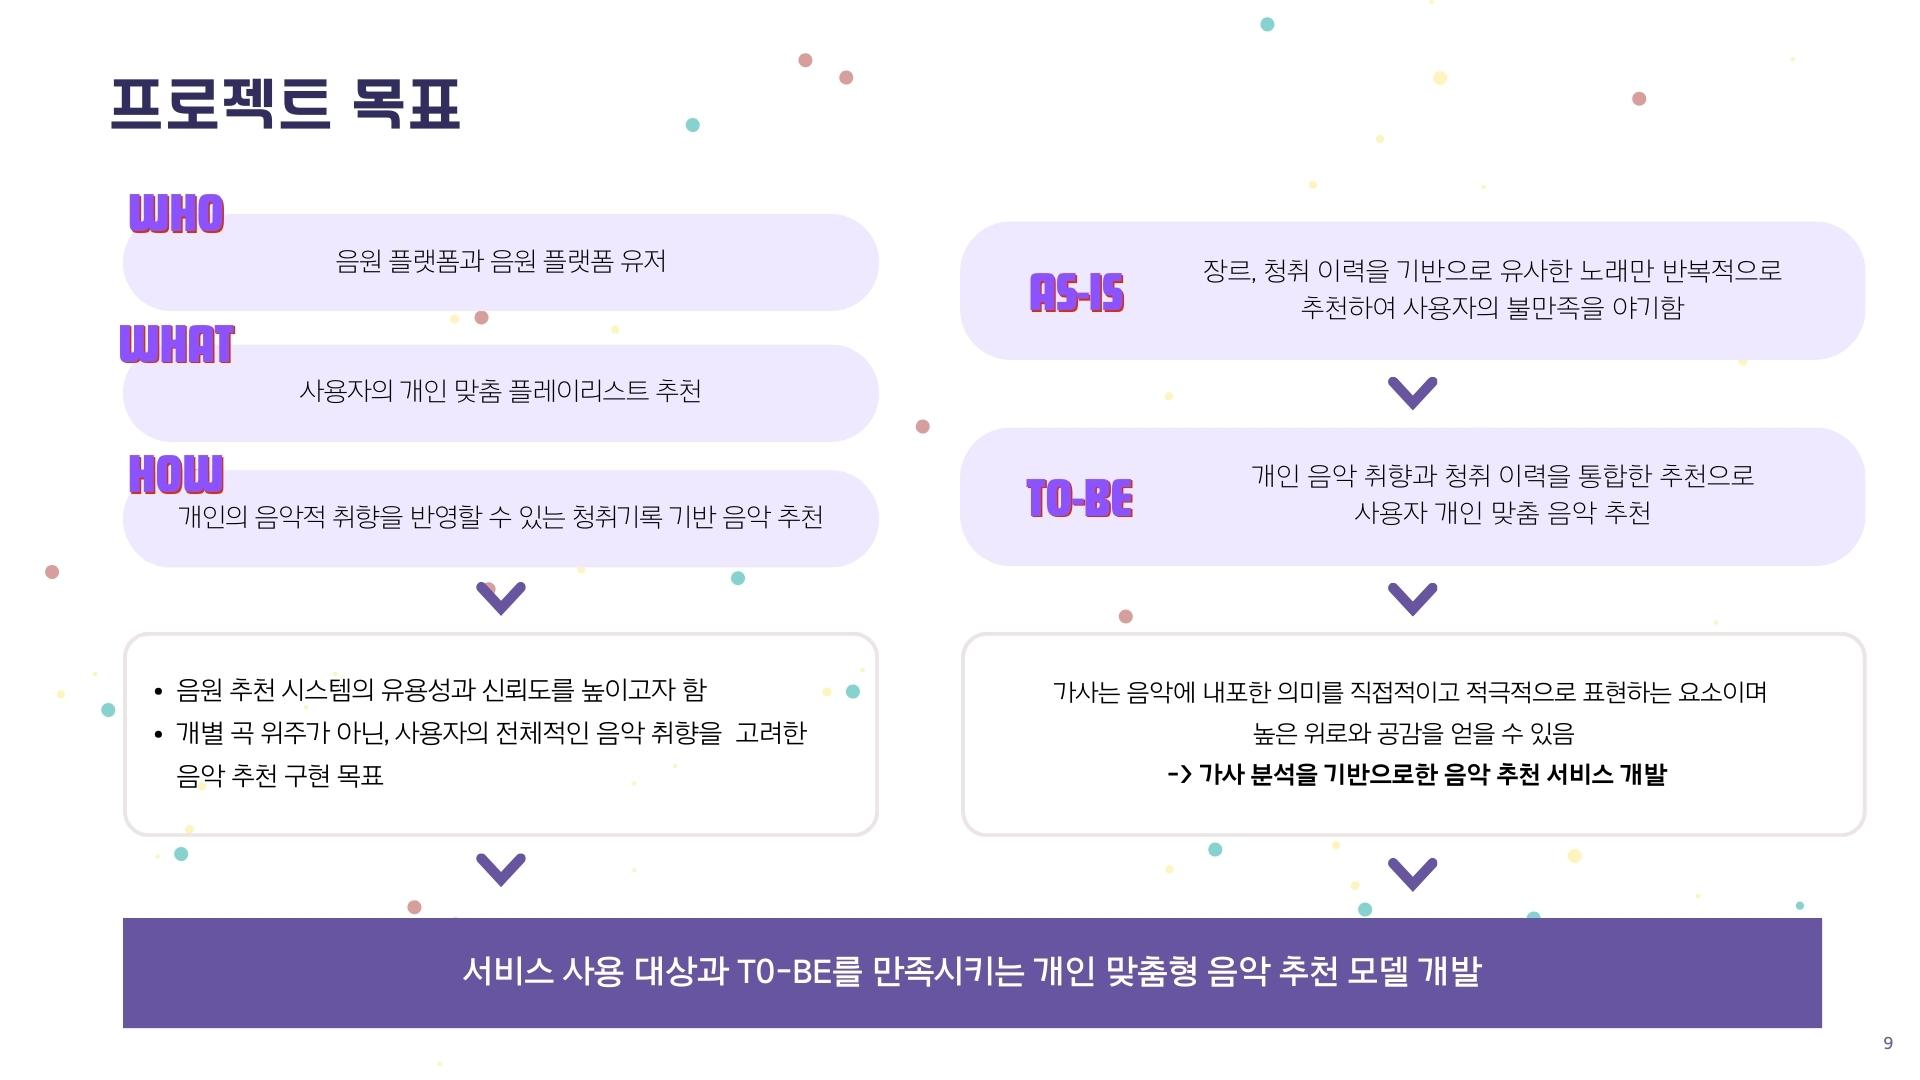 프로젝트 목표
WHO
음원 플랫폼과 음원 플랫폼 유저
WHAT
사용자의 개인 맞춤 플레이리스트 추천
HOW
개인의 음악적 취향을 반영할 수 있는 청취기록 기반 음악 추천
음원 추천 시스템의 유용성과 신뢰도를 높이고자 함
개별 곡 위주가 아닌, 사용자의 전체적인 음악 취향을 고려한
음악 추천 구현 목표
AS-IS
장르, 청취 이력을 기반으로 유사한 노래만 반복적으로
추천하여 사용자의 불만족을 야기함
TO-BE
개인 음악 취향과 청취 이력을 통합한 추천으로
사용자 개인 맞춤 음악 추천
가사는 음악에 내포한 의미를 직접적이고 적극적으로 표현하는 요소이며
높은 위로와 공감을 얻을 수 있음
-> 가사 분석을 기반으로한 음악 추천 서비스 개발
서비스 사용 대상과 TO-BE를 만족시키는 개인 맞춤형 음악 추천 모델 개발
9